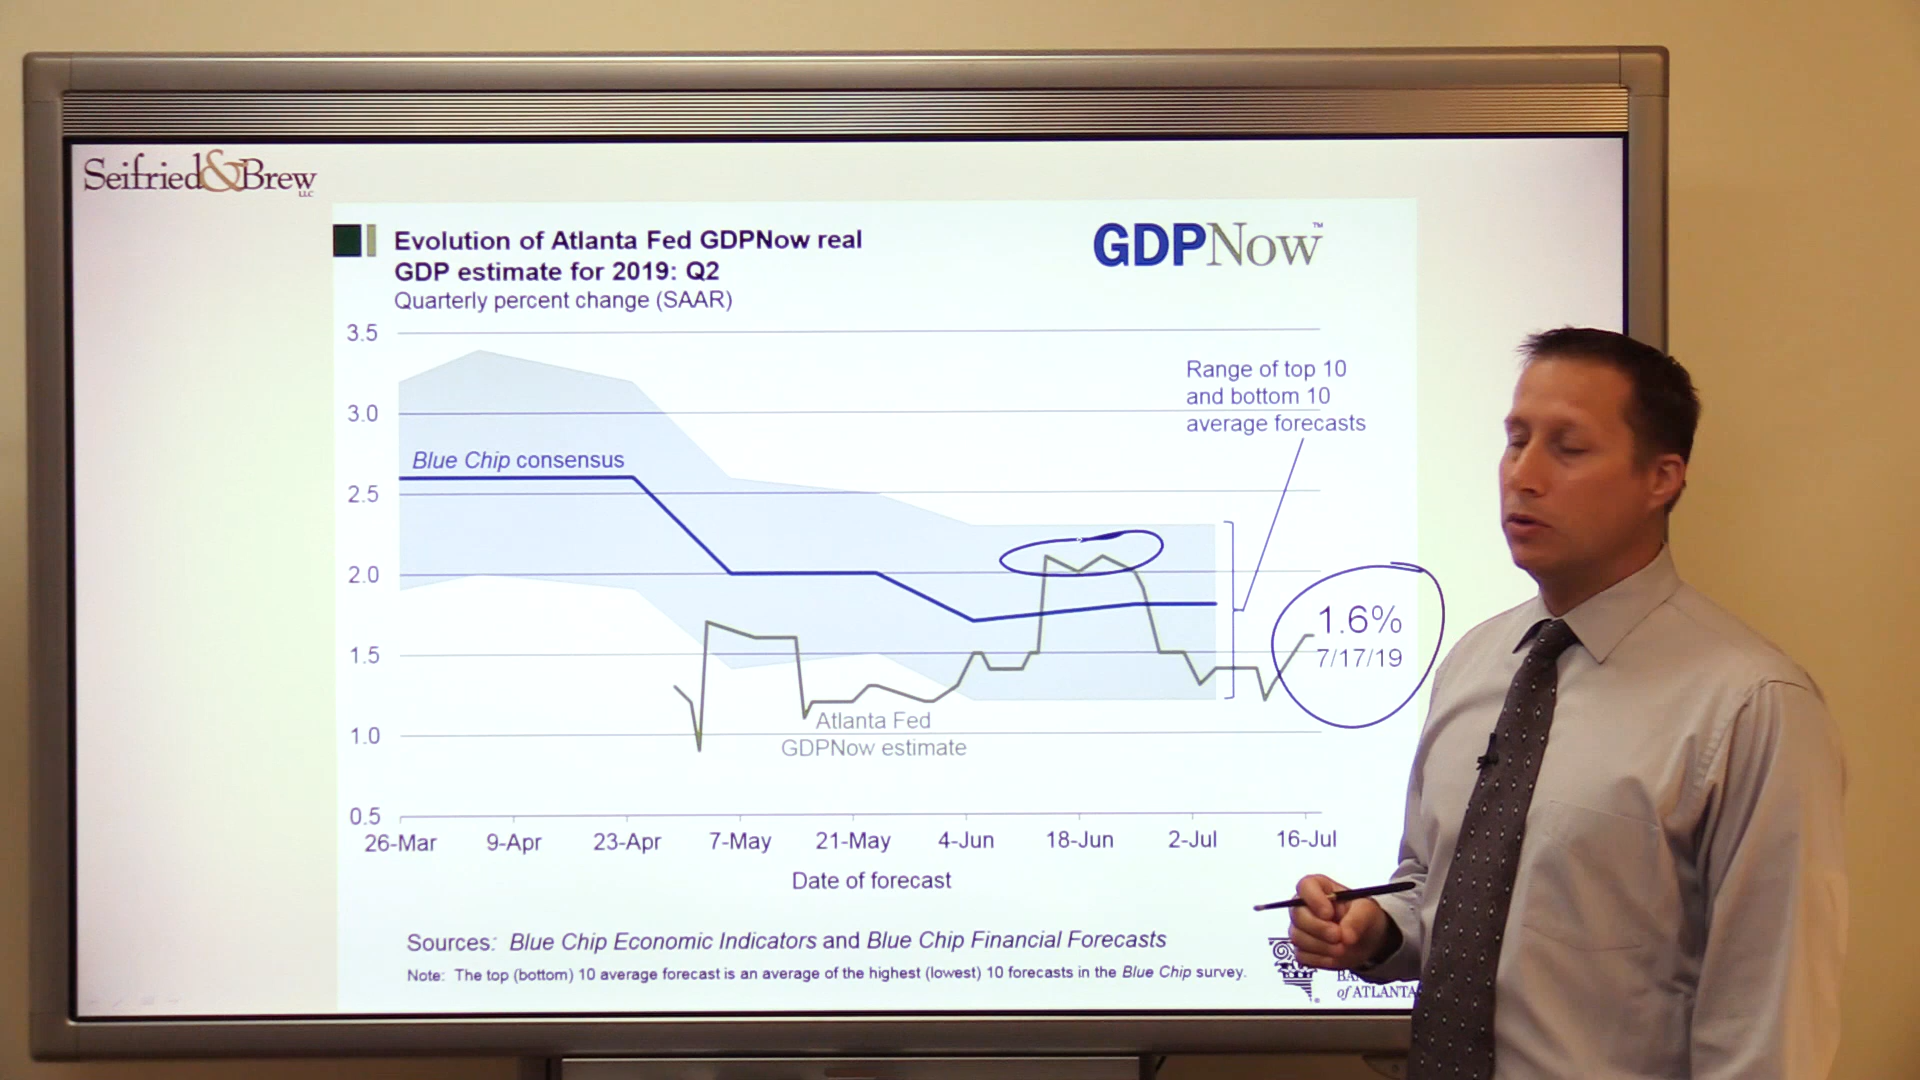 Seifried&Brew
LLC
Evolution of Atlanta Fed GDPNow real
GDP estimate for 2019: Q2
Quarterly percent change (SAAR)
GDPNow™
3.5
3.0
2.5
2.0
1.5
1.0
0.5
Blue Chip consensus
Range of top 10
and bottom 10
average forecasts
1.6%
7/17/19
Atlanta Fed
GDPNow estimate
26-Mar 9-Apr 23-Apr 7-May 21-May 4-Jun 18-Jun 2-Jul 16-Jul
Date of forecast
Sources: Blue Chip Economic Indicators and Blue Chip Financial Forecasts
Note: The top (bottom) 10 average forecast is an average of the highest (lowest) 10 forecasts in the Blue Chip survey.
of ATLANTA